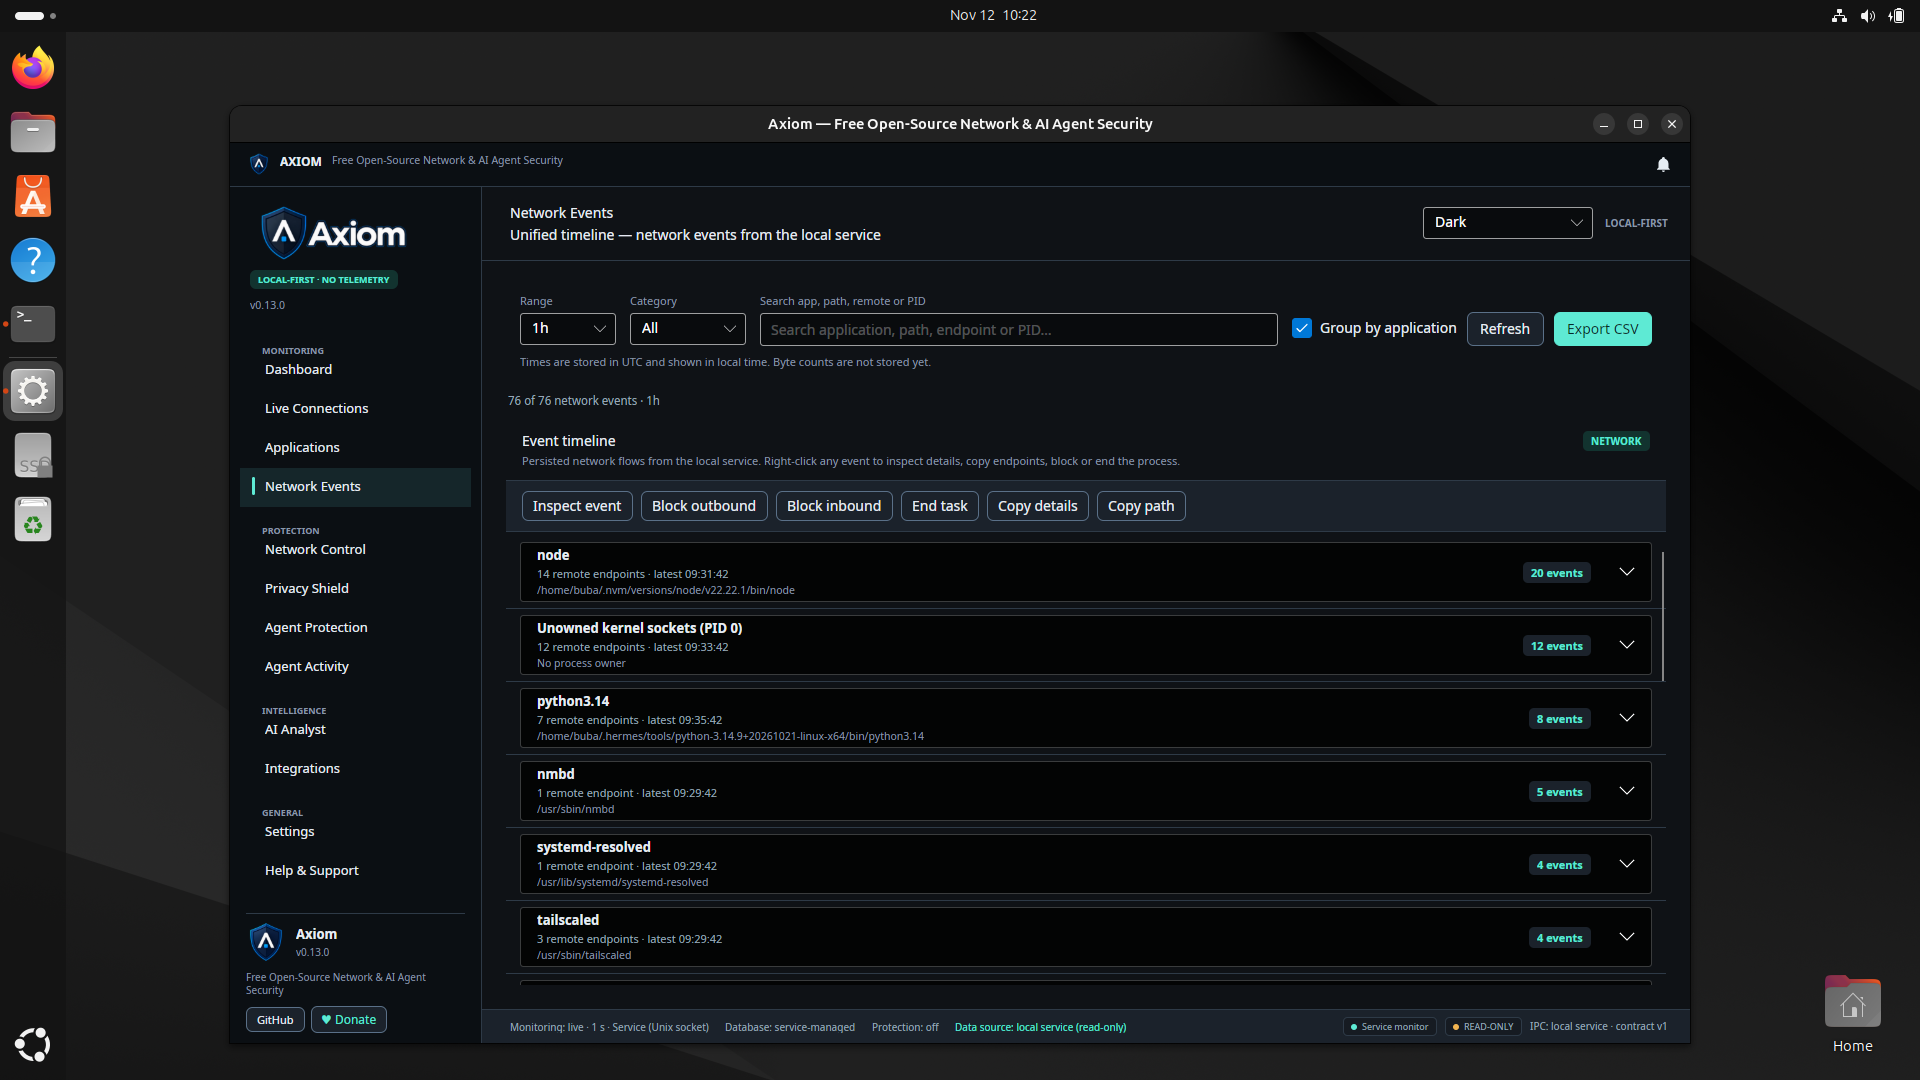 Nov 12 10:22
Axiom — Free Open-Source Network & AI Agent Security
AXIOM Free Open-Source Network & AI Agent Security
Axiom
LOCAL-FIRST · NO TELEMETRY
v0.13.0
MONITORING
Dashboard
Live Connections
Applications
Network Events
PROTECTION
Network Control
Privacy Shield
Agent Protection
Agent Activity
INTELLIGENCE
AI Analyst
Integrations
GENERAL
Settings
Help & Support
Axiom
v0.13.0
Free Open-Source Network & AI Agent
Security
GitHub ♥ Donate
Network Events
Unified timeline — network events from the local service
Dark LOCAL-FIRST
Range Category Search app, path, remote or PID
1h All Search application, path, endpoint or PID... Group by application Refresh Export CSV
Times are stored in UTC and shown in local time. Byte counts are not stored yet.
76 of 76 network events · 1h
Event timeline NETWORK
Persisted network flows from the local service. Right-click any event to inspect details, copy endpoints, block or end the process.
Inspect event Block outbound Block inbound End task Copy details Copy path
node
14 remote endpoints · latest 09:31:42 20 events
/home/buba/.nvm/versions/node/v22.22.1/bin/node
Unowned kernel sockets (PID 0)
12 remote endpoints · latest 09:33:42 12 events
No process owner
python3.14
7 remote endpoints · latest 09:35:42 8 events
/home/buba/.hermes/tools/python-3.14.9+20261021-linux-x64/bin/python3.14
nmbd
1 remote endpoint · latest 09:29:42 5 events
/usr/sbin/nmbd
systemd-resolved
1 remote endpoint · latest 09:29:42 4 events
/usr/lib/systemd/systemd-resolved
tailscaled
3 remote endpoints · latest 09:29:42 4 events
/usr/sbin/tailscaled
Monitoring: live · 1 s · Service (Unix socket) Database: service-managed Protection: off Data source: local service (read-only) Service monitor READ-ONLY IPC: local service · contract v1
>_
?
SS
Home